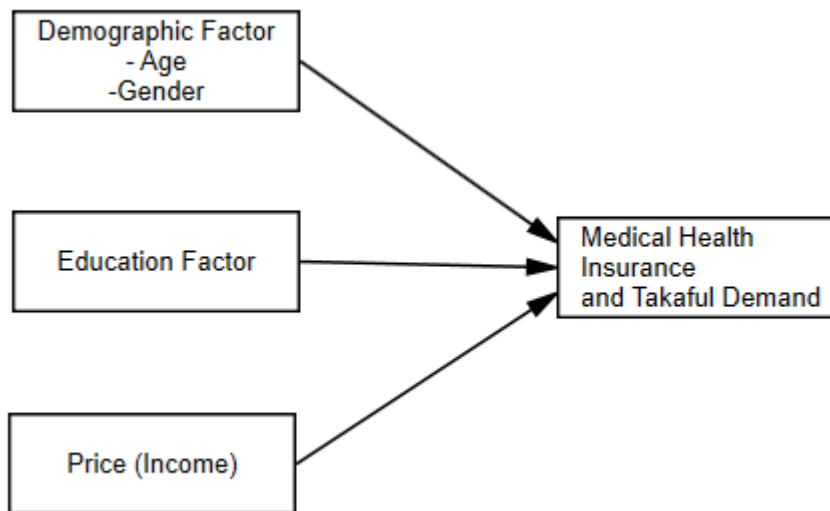 Demographic Factor
- Age
-Gender
Education Factor
Medical Health
Insurance
and Takaful Demand
Price (Income)